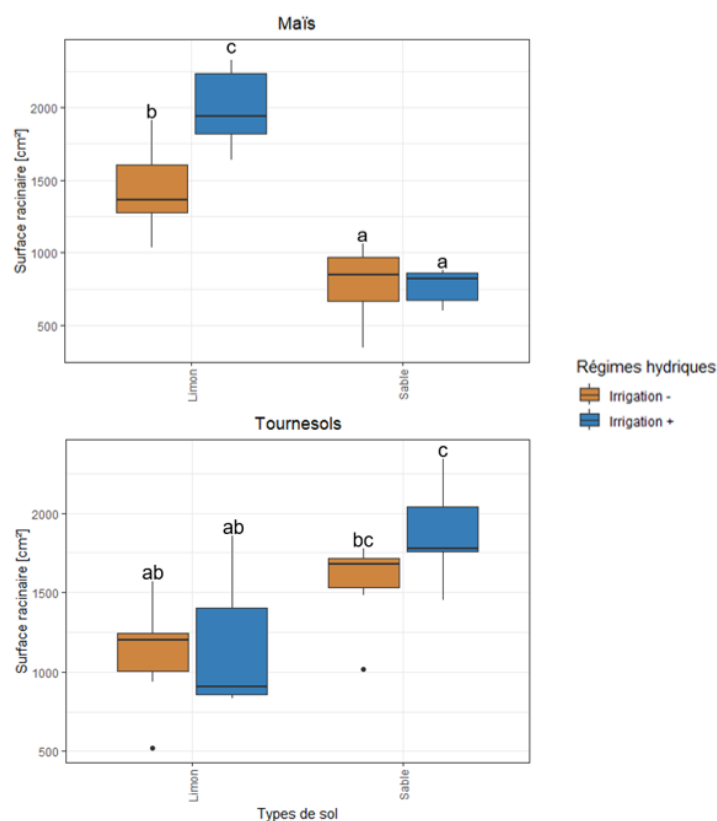 Maïs
Surface racinaire [cm²]
2000
1500
1000
500
b
c
a
a
Limon
Sable
Régimes hydriques
Irrigation -
Irrigation +
Tournesols
Surface racinaire [cm²]
2000
1500
1000
500
ab
ab
bc
c
Limon
Sable
Types de sol